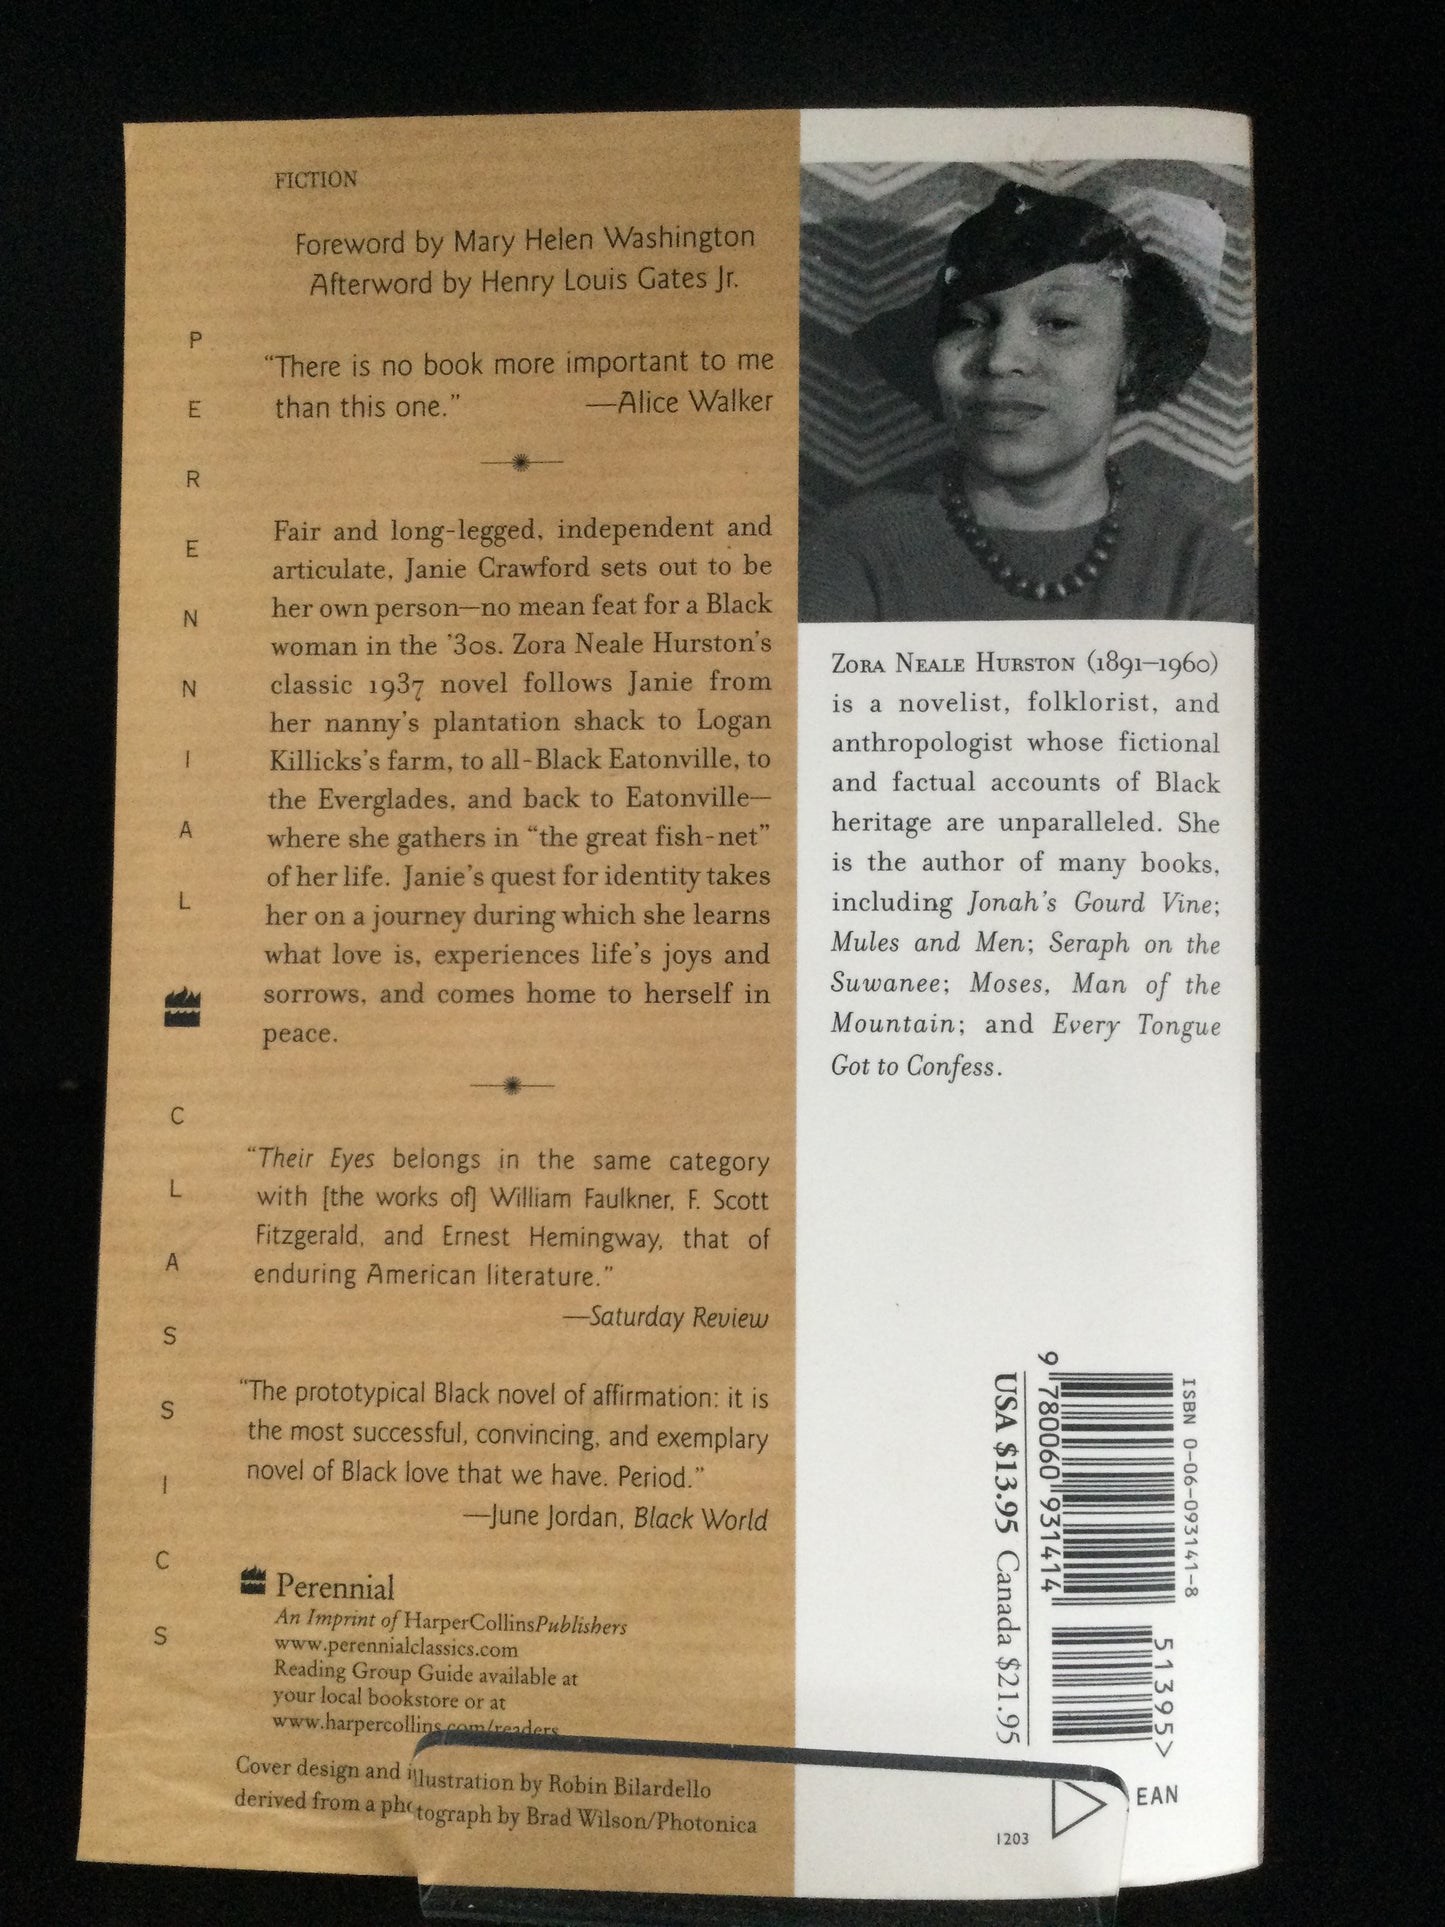 FICTION
Foreword by Mary Helen Washington
Afterword by Henry Louis Gates Jr.
“There is no book more important to me
than this one.” —Alice Walker
Fair and long-legged, independent and
articulate, Janie Crawford sets out to be
her own person—no mean feat for a Black
woman in the ’30s. Zora Neale Hurston’s
classic 1937 novel follows Janie from
her nanny’s plantation shack to Logan
Killicks’s farm, to all-Black Eatonville, to
the Everglades, and back to Eatonville—
where she gathers in “the great fish-net”
of her life. Janie’s quest for identity takes
her on a journey during which she learns
what love is, experiences life’s joys and
sorrows, and comes home to herself in
peace.
“Their Eyes belongs in the same category
with [the works of] William Faulkner, F. Scott
Fitzgerald, and Ernest Hemingway, that of
enduring American literature.”
—Saturday Review
“The prototypical Black novel of affirmation: it is
the most successful, convincing, and exemplary
novel of Black love that we have. Period.”
—June Jordan, Black World
Perennial
An Imprint of HarperCollinsPublishers
www.perennialclassics.com
Reading Group Guide available at
your local bookstore or at
www.harpercollins.com/readers
Cover design and illustration by Robin Bilardello
derived from a photograph by Brad Wilson/Photonica
PERENNIAL CLASSICS
ZORA NEALE HURSTON (1891–1960)
is a novelist, folklorist, and
anthropologist whose fictional
and factual accounts of Black
heritage are unparalleled. She
is the author of many books,
including Jonah’s Gourd Vine;
Mules and Men; Seraph on the
Suwanee; Moses, Man of the
Mountain; and Every Tongue
Got to Confess.
ISBN 0-06-093141-8
9 780060 931414
51395>
USA $13.95 Canada $21.95
EAN
1203